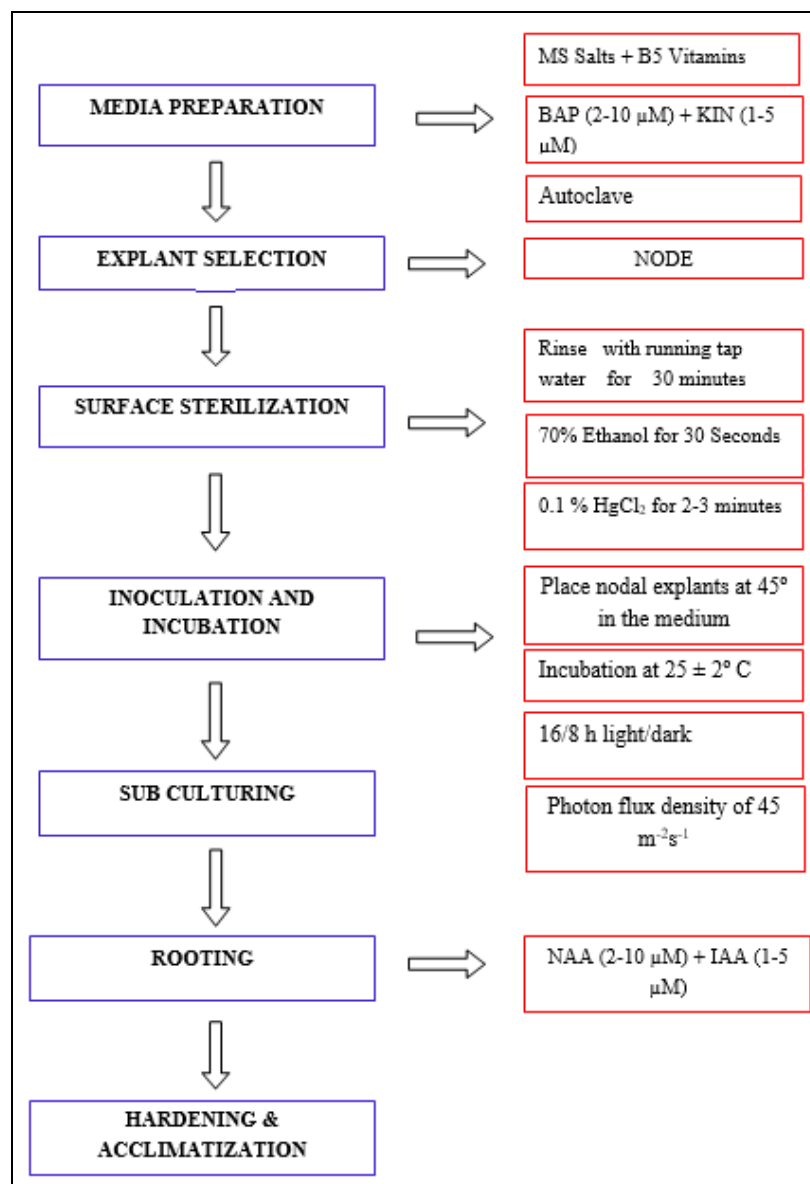 MEDIA PREPARATION
MS Salts + B5 Vitamins
BAP (2-10 µM) + KIN (1-5
µM)
Autoclave
EXPLANT SELECTION
NODE
SURFACE STERILIZATION
Rinse with running tap
water for 30 minutes
70% Ethanol for 30 Seconds
0.1 % HgCl₂ for 2-3 minutes
INOCULATION AND
INCUBATION
Place nodal explants at 45°
in the medium
Incubation at 25 ± 2° C
16/8 h light/dark
Photon flux density of 45
m⁻²s⁻¹
SUB CULTURING
ROOTING
NAA (2-10 µM) + IAA (1-5
µM)
HARDENING &
ACCLIMATIZATION